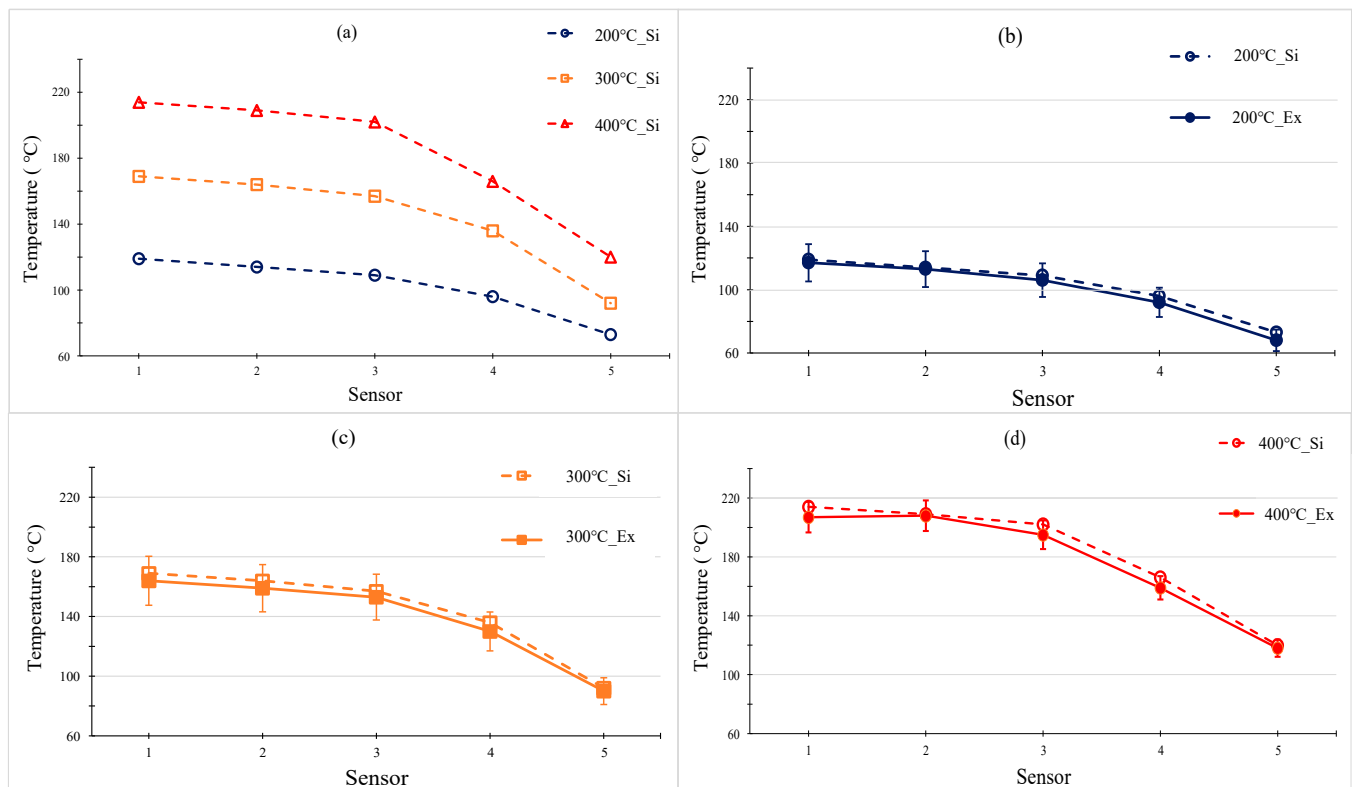 (a)
200℃_Si
300℃_Si
400℃_Si
Temperature ( ℃)
220
180
140
100
60
1 2 3 4 5
Sensor
(b)
200℃_Si
200℃_Ex
Temperature ( ℃)
220
180
140
100
60
1 2 3 4 5
Sensor
(c)
300℃_Si
300℃_Ex
Temperature ( ℃)
220
180
140
100
60
1 2 3 4 5
Sensor
(d)
400℃_Si
400℃_Ex
Temperature ( ℃)
220
180
140
100
60
1 2 3 4 5
Sensor